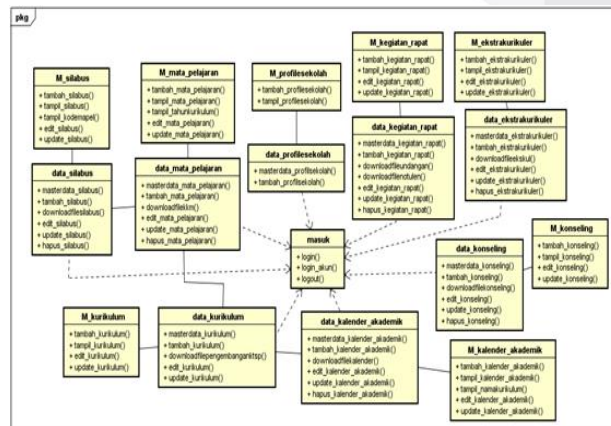 pkg
M_silabus
+ tambah_silabus()
+ tampil_silabus()
+ tampil_kodemapel()
+ edit_silabus()
+ update_silabus()
M_mata_pelajaran
+ tambah_mata_pelajaran()
+ tampil_mata_pelajaran()
+ tampil_tahunkurikulum()
+ edit_mata_pelajaran()
+ update_mata_pelajaran()
M_profilesekolah
+ tambah_profilesekolah()
+ tampil_profilesekolah()
M_kegiatan_rapat
+ tambah_kegiatan_rapat()
+ tampil_kegiatan_rapat()
+ edit_kegiatan_rapat()
+ update_kegiatan_rapat()
M_ekstrakurikuler
+ tambah_ekstrakurikuler()
+ tampil_ekstrakurikuler()
+ edit_ekstrakurikuler()
+ update_ekstrakurikuler()
data_silabus
+ masterdata_silabus()
+ tambah_silabus()
+ downloadfilesilabus()
+ edit_silabus()
+ update_silabus()
+ hapus_silabus()
data_mata_pelajaran
+ masterdata_mata_pelajaran()
+ tambah_mata_pelajaran()
+ downloadfilekkm()
+ edit_mata_pelajaran()
+ update_mata_pelajaran()
+ hapus_mata_pelajaran()
data_profilesekolah
+ masterdata_profilesekolah()
+ tambah_profilesekolah()
data_kegiatan_rapat
+ masterdata_kegiatan_rapat()
+ tambah_kegiatan_rapat()
+ downloadfileundangan()
+ downloadfilenotulen()
+ edit_kegiatan_rapat()
+ update_kegiatan_rapat()
+ hapus_kegiatan_rapat()
data_ekstrakurikuler
+ masterdata_ekstrakurikuler()
+ tambah_ekstrakurikuler()
+ downloadfileekskul()
+ edit_ekstrakurikuler()
+ update_ekstrakurikuler()
+ hapus_ekstrakurikuler()
masuk
+ login()
+ login_akun()
+ logout()
data_konseling
+ masterdata_konseling()
+ tambah_konseling()
+ downloadfilekonseling()
+ edit_konseling()
+ update_konseling()
+ hapus_konseling()
M_konseling
+ tambah_konseling()
+ tampil_konseling()
+ edit_konseling()
+ update_konseling()
M_kurikulum
+ tambah_kurikulum()
+ tampil_kurikulum()
+ edit_kurikulum()
+ update_kurikulum()
data_kurikulum
+ masterdata_kurikulum()
+ tambah_kurikulum()
+ downloadfilepengembanganktsp()
+ edit_kurikulum()
+ update_kurikulum()
data_kalender_akademik
+ masterdata_kalender_akademik()
+ tambah_kalender_akademik()
+ downloadfilekalender()
+ edit_kalender_akademik()
+ update_kalender_akademik()
+ hapus_kalender_akademik()
M_kalender_akademik
+ tambah_kalender_akademik()
+ tampil_kalender_akademik()
+ tampil_namakurikulum()
+ edit_kalender_akademik()
+ update_kalender_akademik()